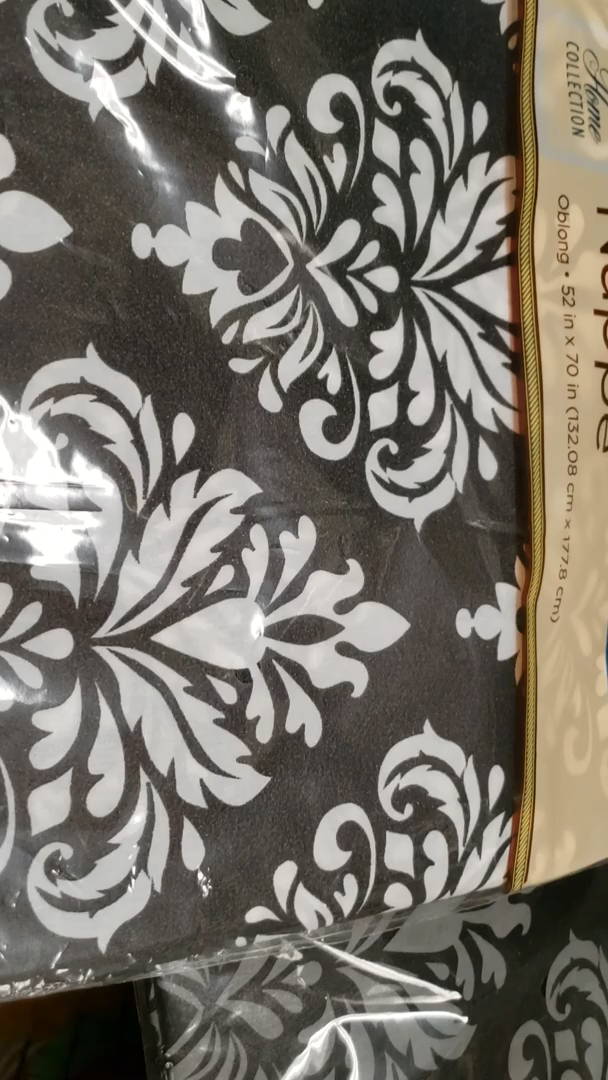 Home
COLLECTION
Nappe
Oblong • 52 in x 70 in (132.08 cm x 177.8 cm)